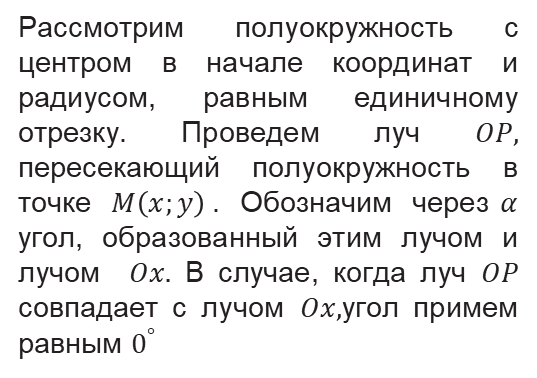 Рассмотрим полуокружность с
центром в начале координат и
радиусом, равным единичному
отрезку. Проведем луч OP,
пересекающий полуокружность в
точке M(x; y) . Обозначим через α
угол, образованный этим лучом и
лучом Ox. В случае, когда луч OP
совпадает с лучом Ox,угол примем
равным 0°